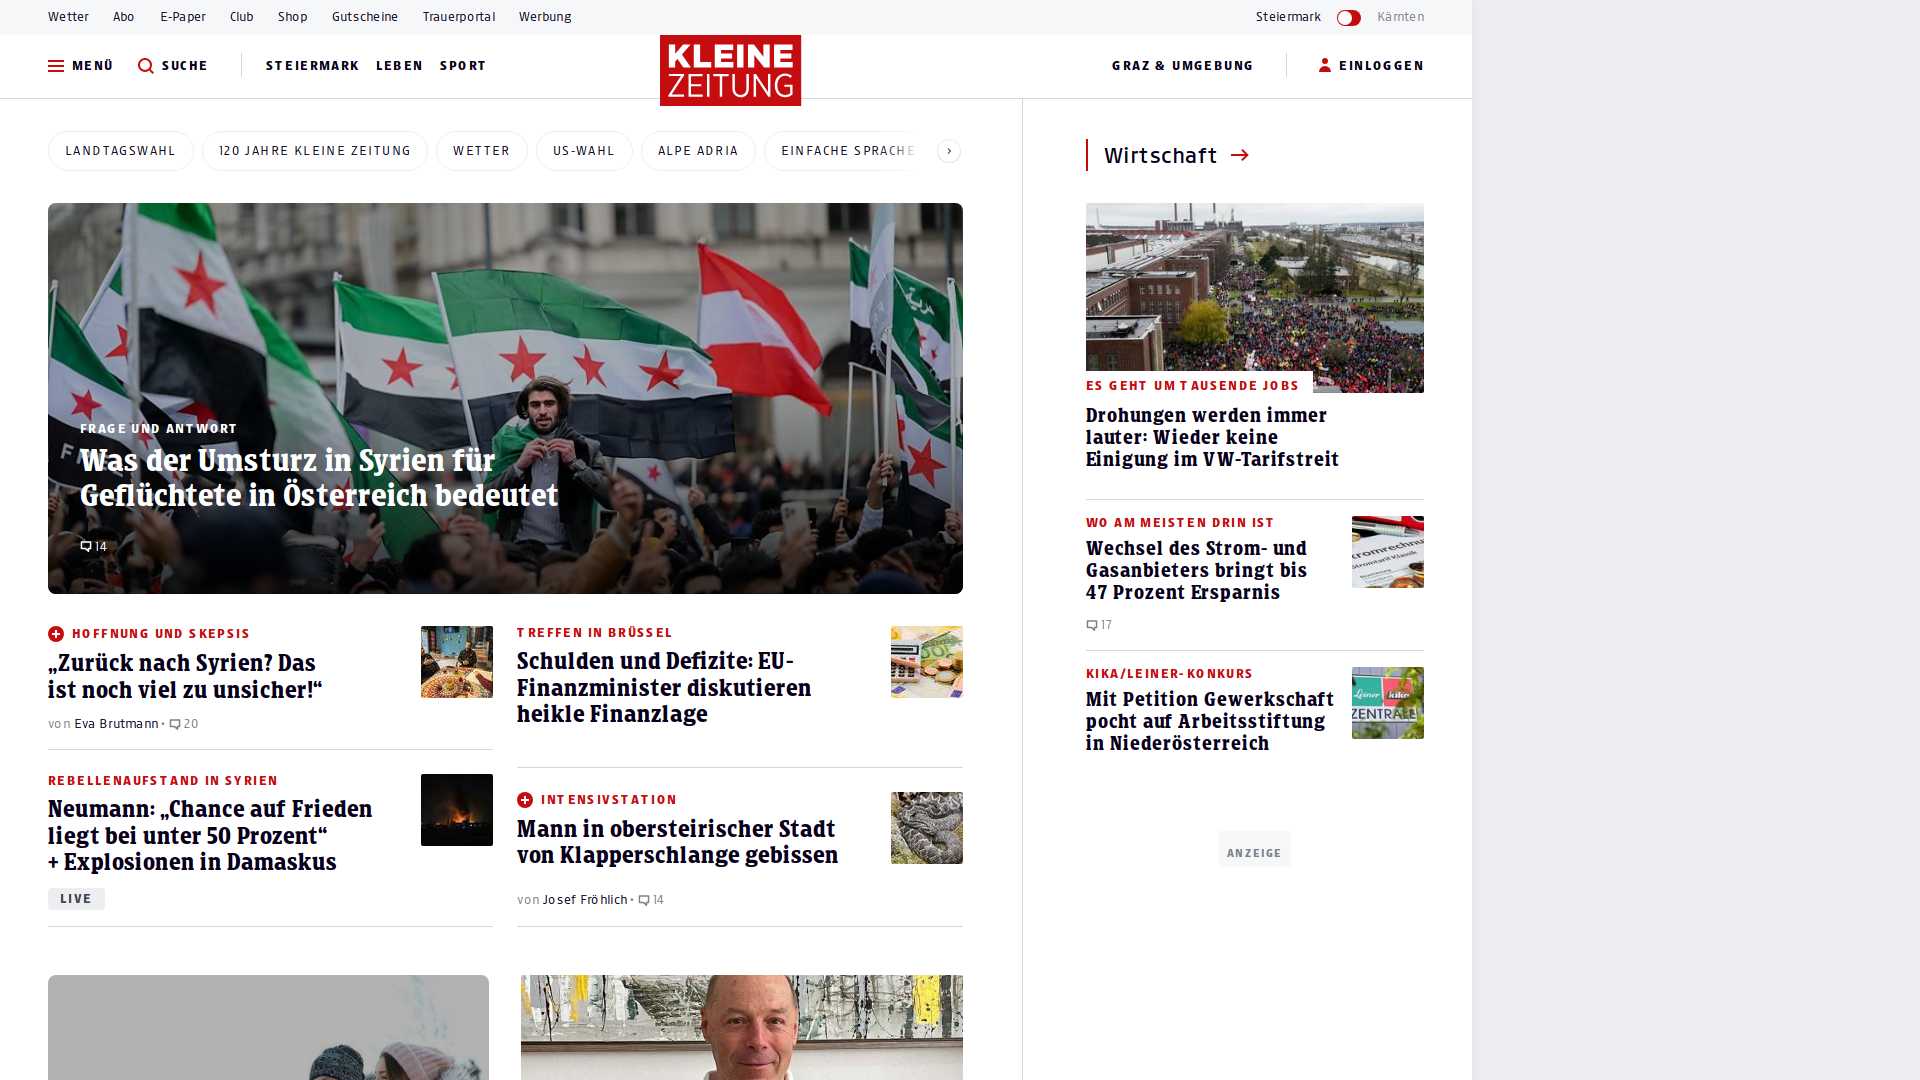 Wetter Abo E-Paper Club Shop Gutscheine Trauerportal Werbung Steiermark Kärnten
MENÜ SUCHE STEIERMARK LEBEN SPORT KLEINE ZEITUNG GRAZ & UMGEBUNG EINLOGGEN
LANDTAGSWAHL 120 JAHRE KLEINE ZEITUNG WETTER US-WAHL ALPE ADRIA EINFACHE SPRACHE
FRAGE UND ANTWORT
Was der Umsturz in Syrien für
Geflüchtete in Österreich bedeutet
14
HOFFNUNG UND SKEPSIS
„Zurück nach Syrien? Das
ist noch viel zu unsicher!“
von Eva Brutmann • 20
REBELLENAUFSTAND IN SYRIEN
Neumann: „Chance auf Frieden
liegt bei unter 50 Prozent“
+ Explosionen in Damaskus
LIVE
TREFFEN IN BRÜSSEL
Schulden und Defizite: EU-
Finanzminister diskutieren
heikle Finanzlage
INTENSIVSTATION
Mann in obersteirischer Stadt
von Klapperschlange gebissen
von Josef Fröhlich • 14
Wirtschaft
ES GEHT UM TAUSENDE JOBS
Drohungen werden immer
lauter: Wieder keine
Einigung im VW-Tarifstreit
WO AM MEISTEN DRIN IST
Wechsel des Strom- und
Gasanbieters bringt bis
47 Prozent Ersparnis
17
KIKA/LEINER-KONKURS
Mit Petition Gewerkschaft
pocht auf Arbeitsstiftung
in Niederösterreich
Leiner kika
ZENTRALE
ANZEIGE